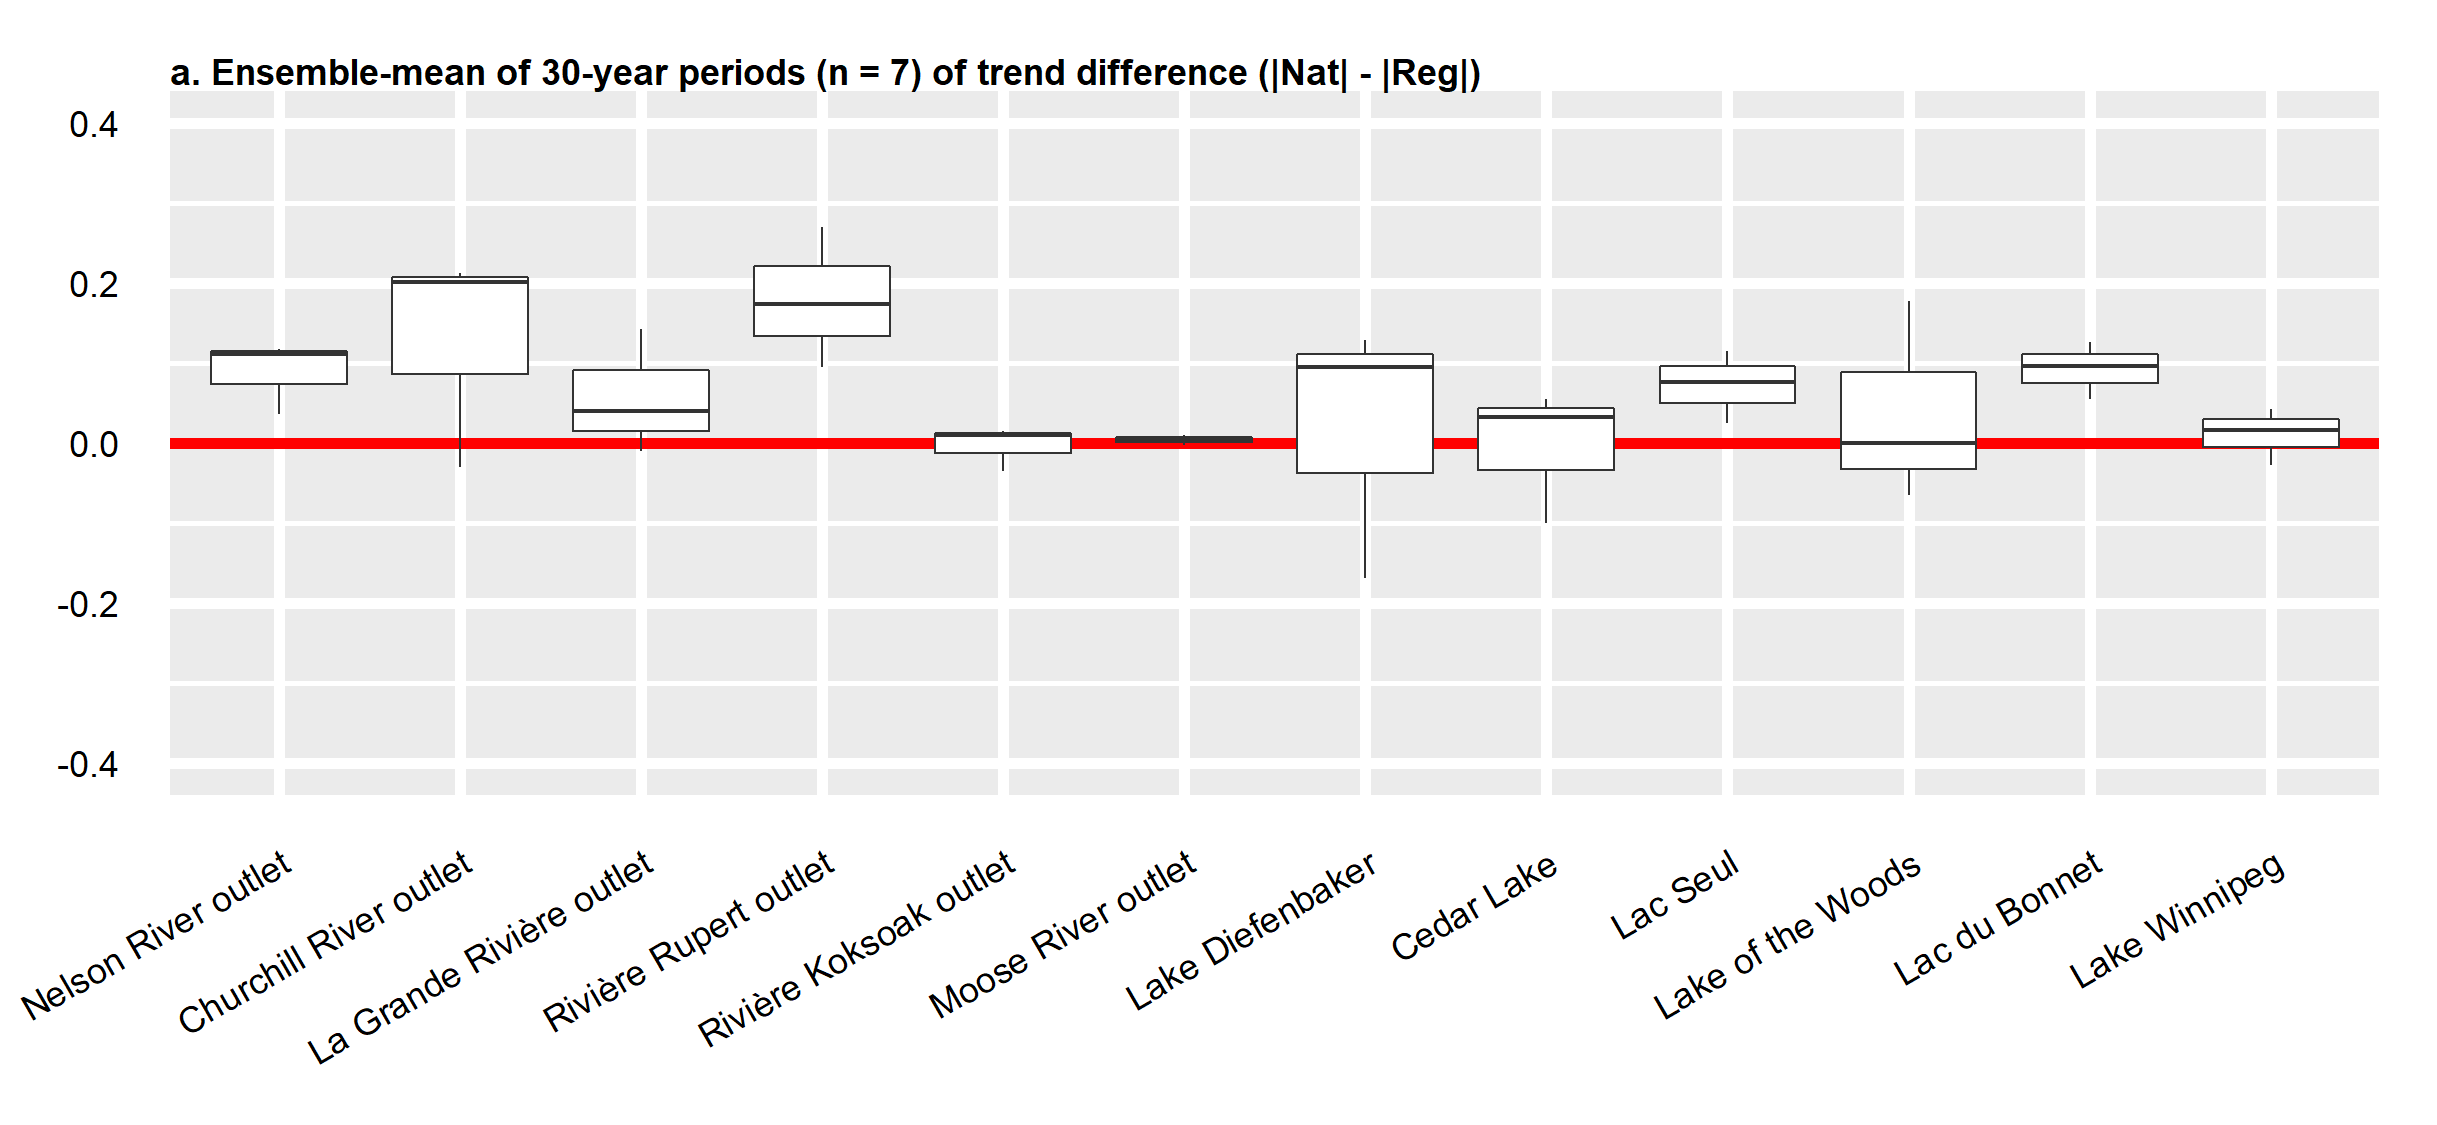 a. Ensemble-mean of 30-year periods (n = 7) of trend difference (|Nat| - |Reg|)
0.4
0.2
0.0
-0.2
-0.4
Nelson River outlet
Churchill River outlet
La Grande Rivière outlet
Rivière Rupert outlet
Rivière Koksoak outlet
Moose River outlet
Lake Diefenbaker
Cedar Lake
Lac Seul
Lake of the Woods
Lac du Bonnet
Lake Winnipeg